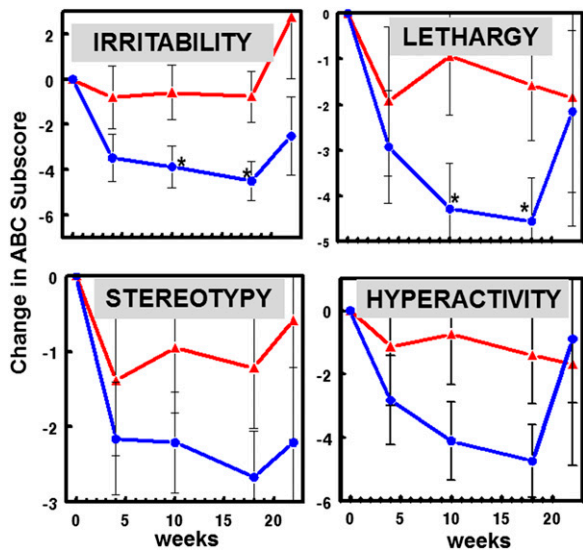 Change in ABC Subscore
IRRITABILITY
2
0
-2
-4
-6
*
*
LETHARGY
0
-1
-2
-3
-4
-5
*
*
STEREOTYPY
0
-1
-2
-3
0 5 10 15 20
weeks
HYPERACTIVITY
0
-2
-4
-6
0 5 10 15 20
weeks